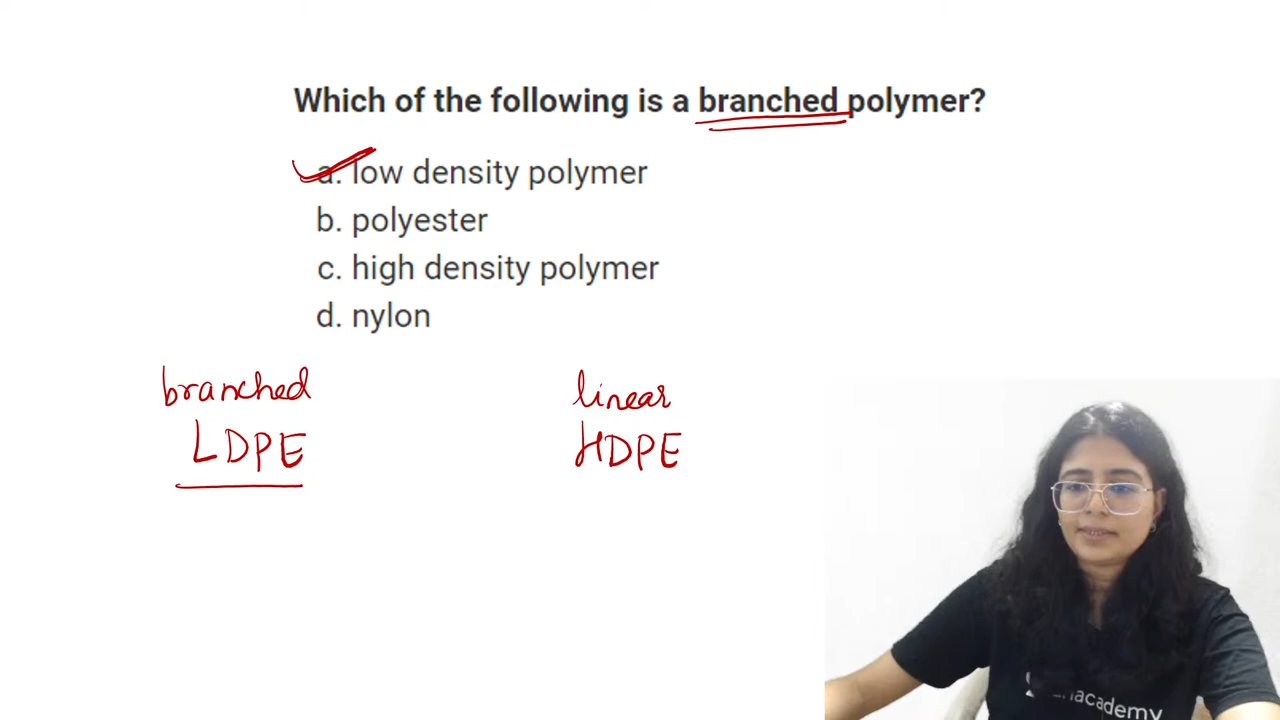 Which of the following is a branched polymer?
a. low density polymer
b. polyester
c. high density polymer
d. nylon
branched
LDPE
linear
HDPE